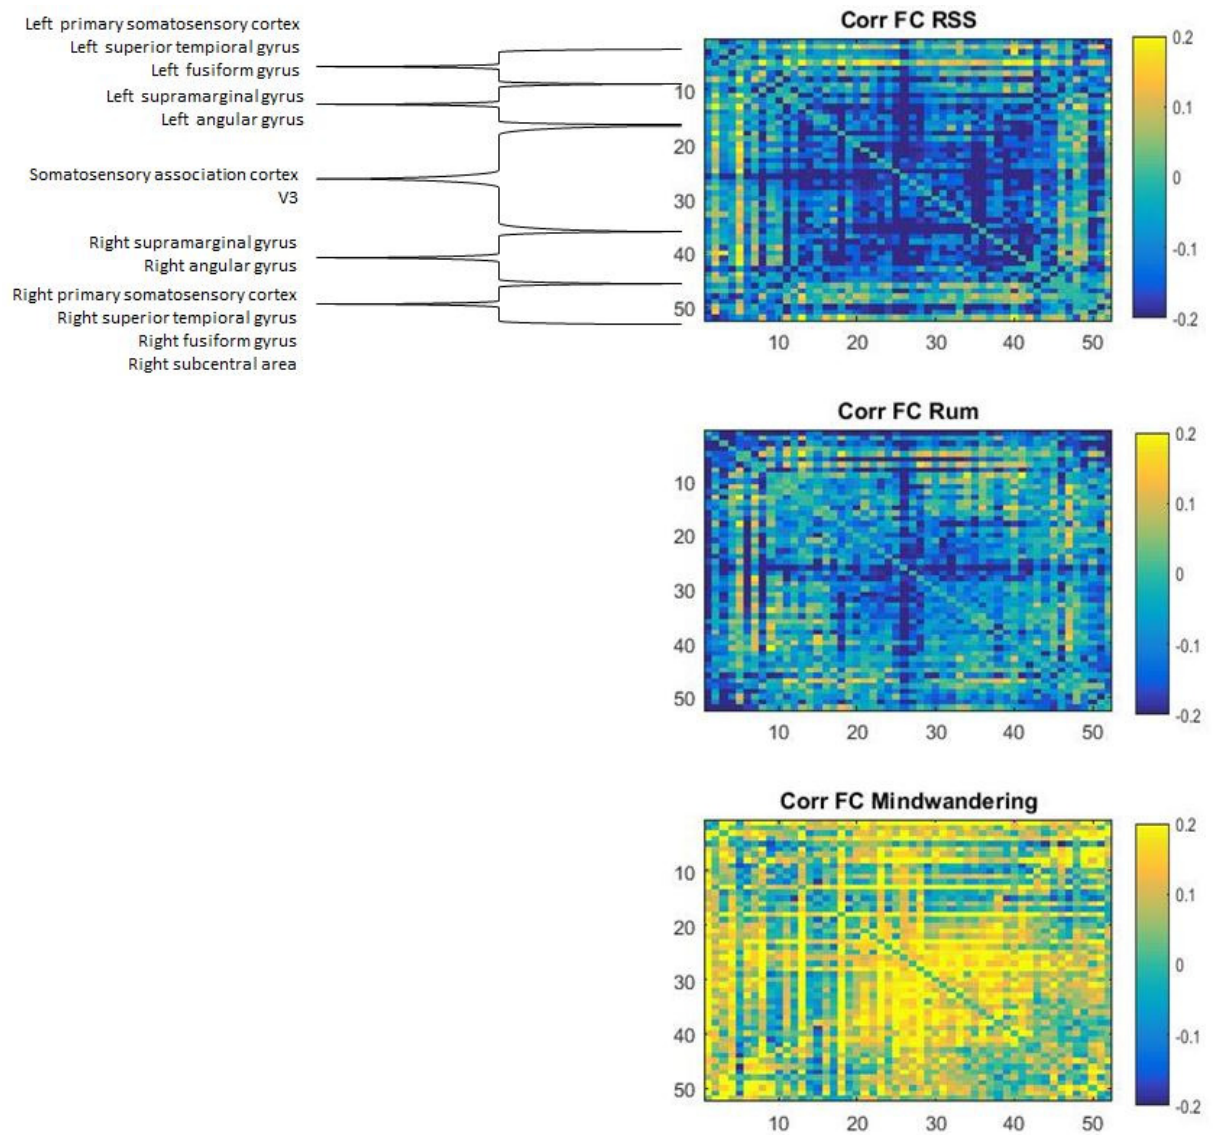 Left primary somatosensory cortex
Left superior tempioral gyrus
Left fusiform gyrus
Left supramarginal gyrus
Left angular gyrus
Somatosensory association cortex
V3
Right supramarginal gyrus
Right angular gyrus
Right primary somatosensory cortex
Right superior tempioral gyrus
Right fusiform gyrus
Right subcentral area
Corr FC RSS
10
20
30
40
50
10 20 30 40 50
0.2
0.1
0
-0.1
-0.2
Corr FC Rum
10
20
30
40
50
10 20 30 40 50
0.2
0.1
0
-0.1
-0.2
Corr FC Mindwandering
10
20
30
40
50
10 20 30 40 50
0.2
0.1
0
-0.1
-0.2